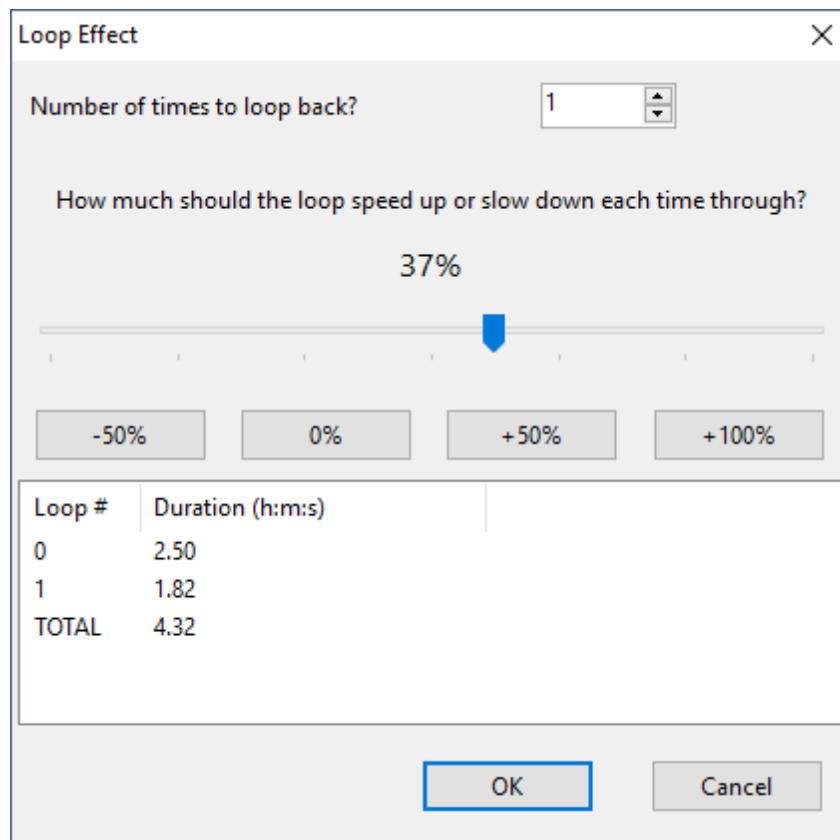 Loop Effect
Number of times to loop back? 1
How much should the loop speed up or slow down each time through?
37%
-50% 0% +50% +100%
Loop # Duration (h:m:s)
0 2.50
1 1.82
TOTAL 4.32
OK Cancel